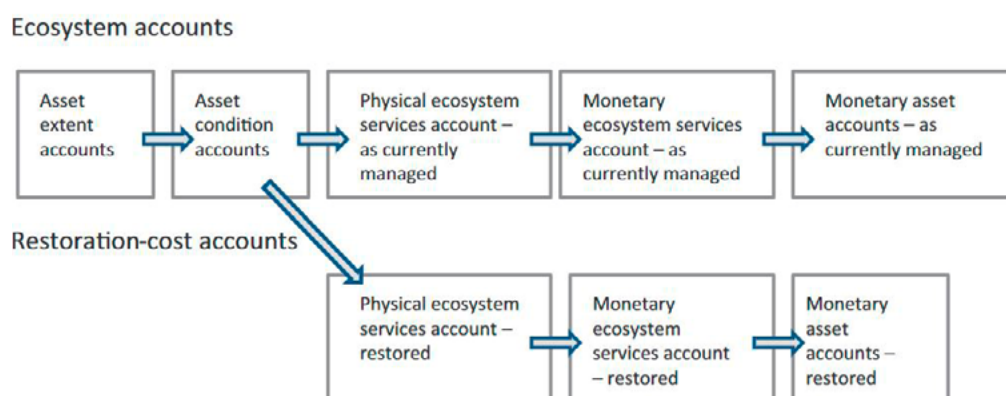 Ecosystem accounts
Asset
extent
accounts
Asset
condition
accounts
Physical ecosystem
services account –
as currently
managed
Monetary
ecosystem services
account – as
currently managed
Monetary asset
accounts – as
currently managed
Restoration-cost accounts
Physical ecosystem
services account –
restored
Monetary
ecosystem
services account
– restored
Monetary
asset
accounts –
restored